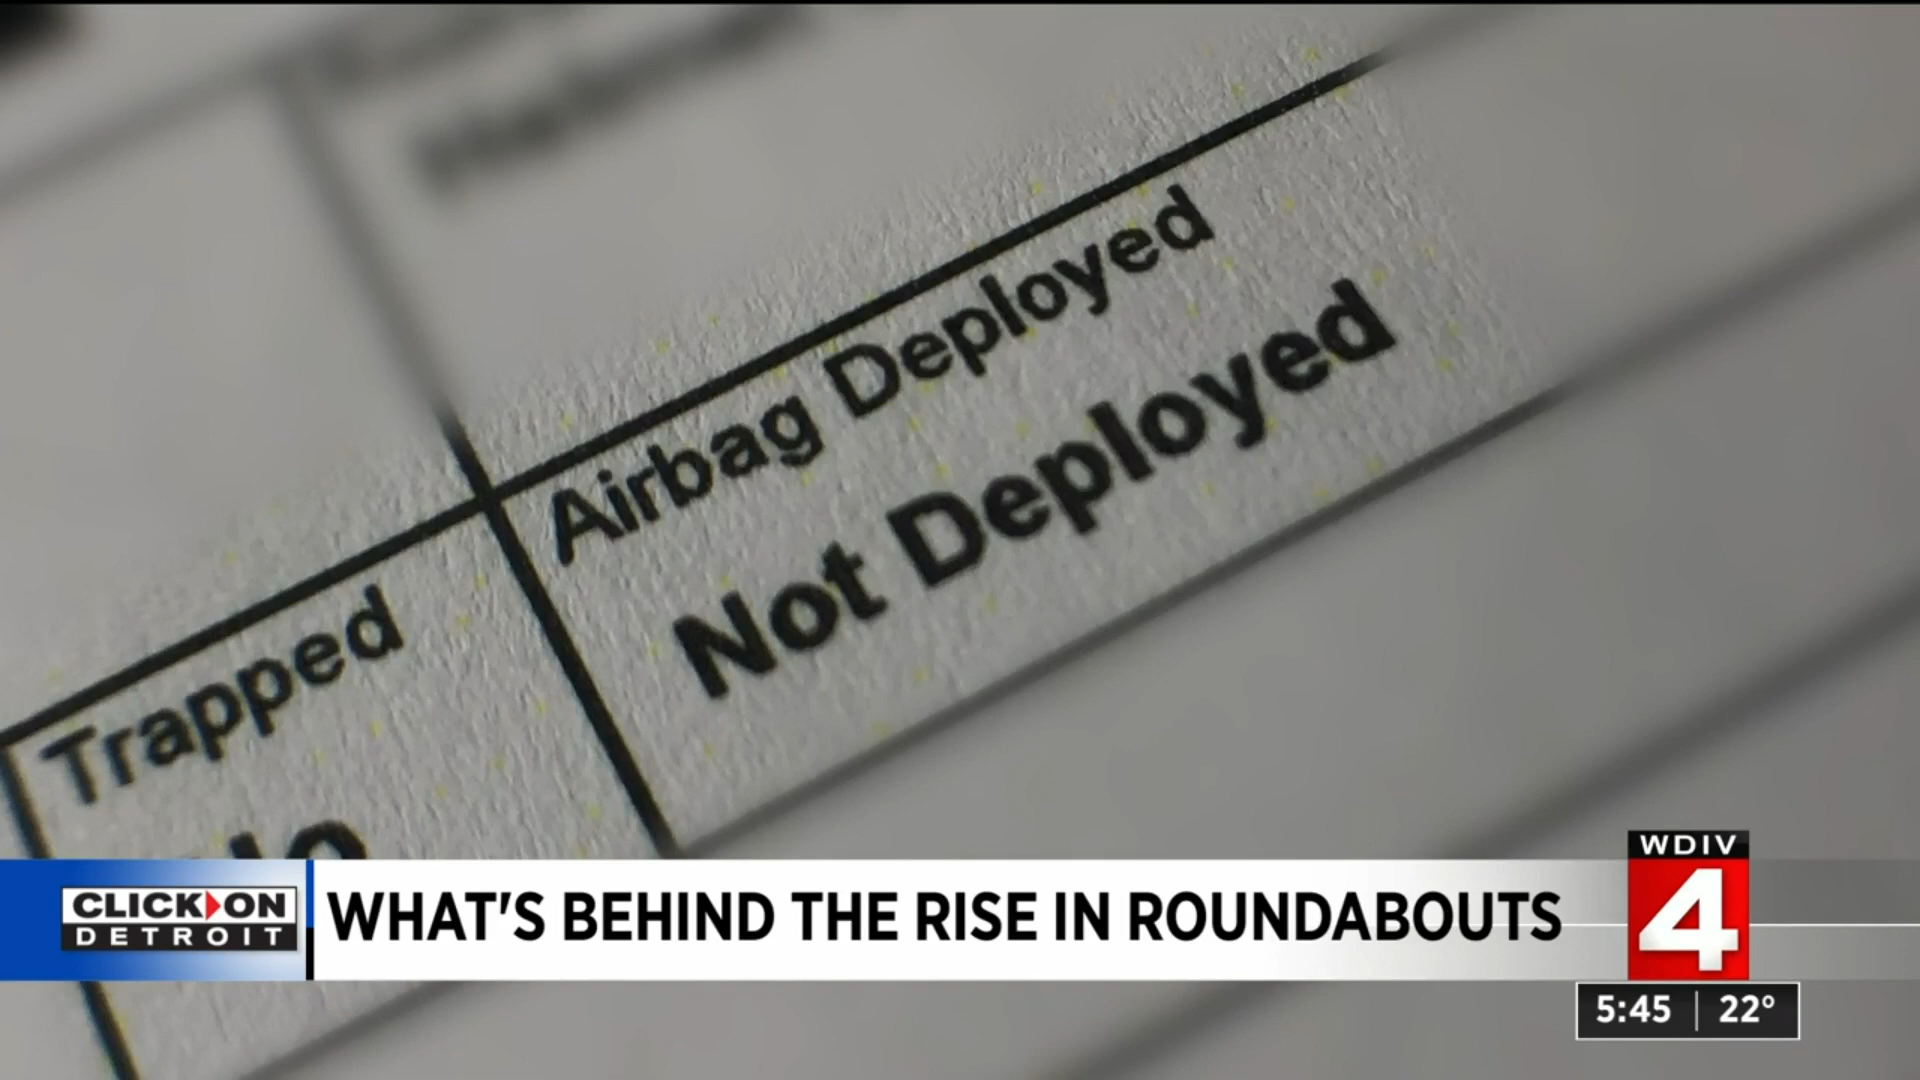 Airbag Deployed
Not Deployed
Trapped
CLICK ON
DETROIT
WHAT'S BEHIND THE RISE IN ROUNDABOUTS
WDIV
4
5:45 22°